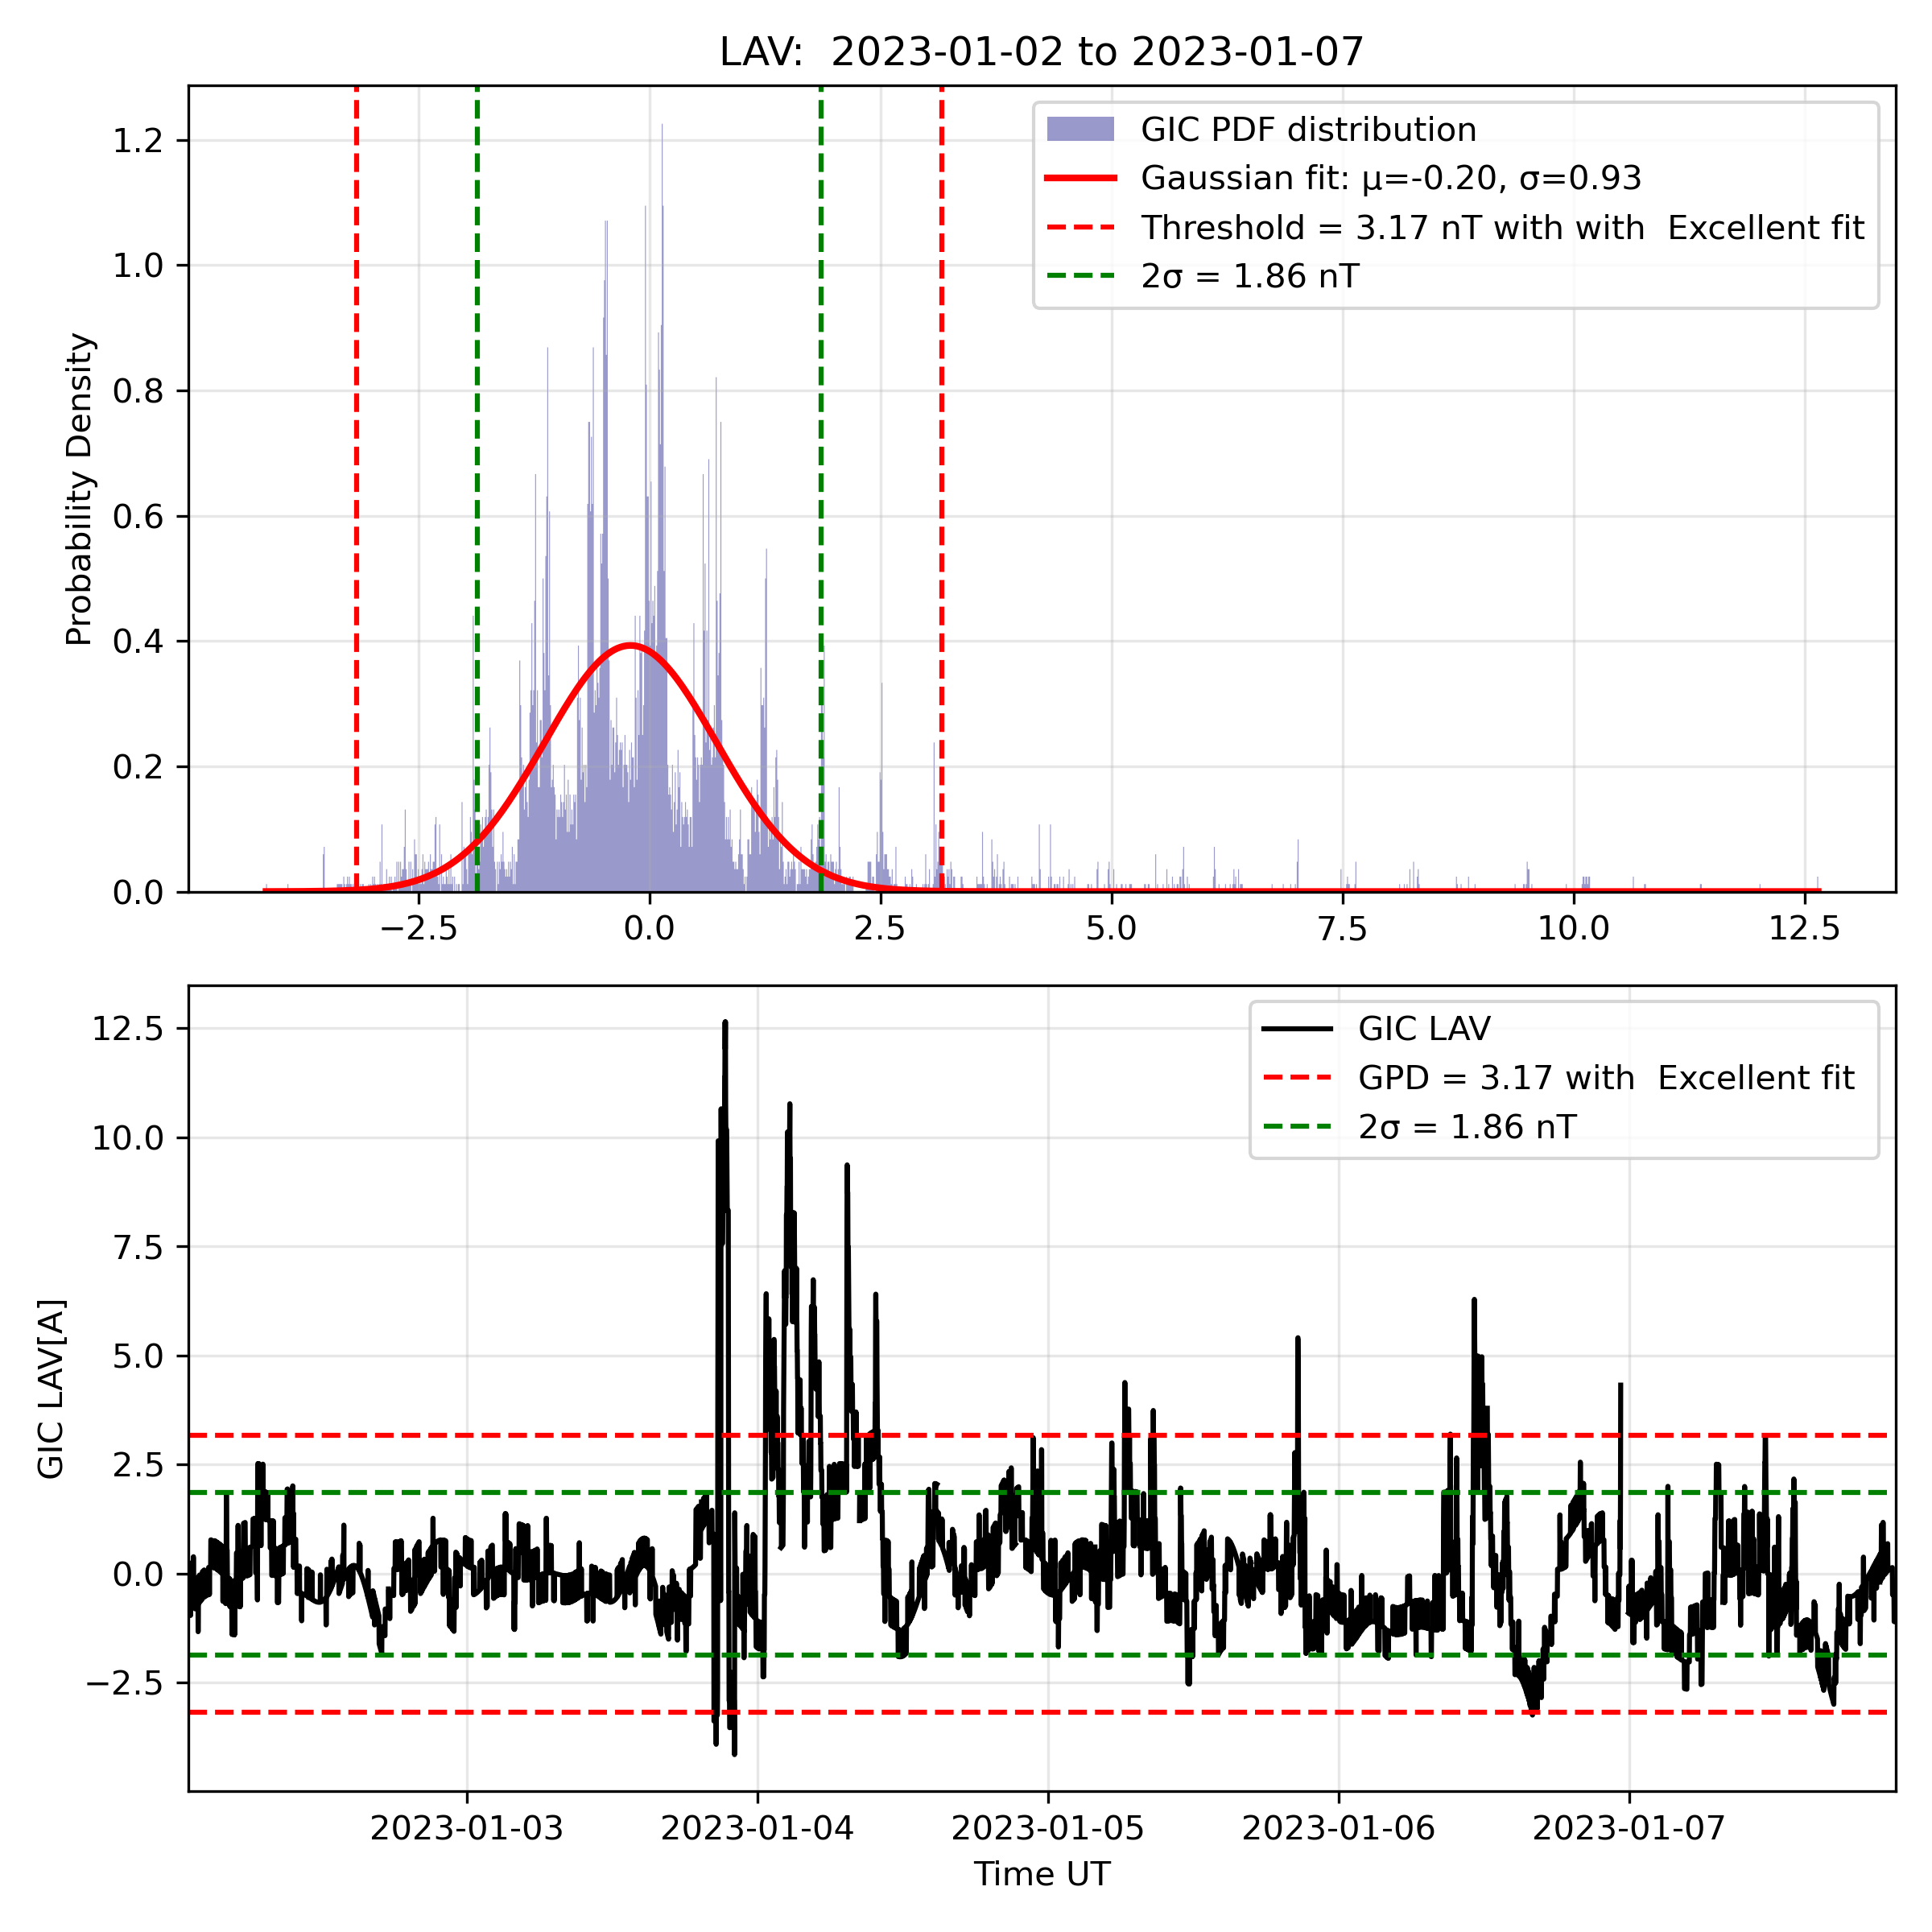 LAV:  2023-01-02 to 2023-01-07
GIC PDF distribution
Gaussian fit: μ=-0.20, σ=0.93
Threshold = 3.17 nT with with  Excellent fit
2σ = 1.86 nT
Probability Density
1.2
1.0
0.8
0.6
0.4
0.2
0.0
−2.5 0.0 2.5 5.0 7.5 10.0 12.5
GIC LAV
GPD = 3.17 with  Excellent fit
2σ = 1.86 nT
GIC LAV[A]
12.5
10.0
7.5
5.0
2.5
0.0
−2.5
2023-01-03 2023-01-04 2023-01-05 2023-01-06 2023-01-07
Time UT